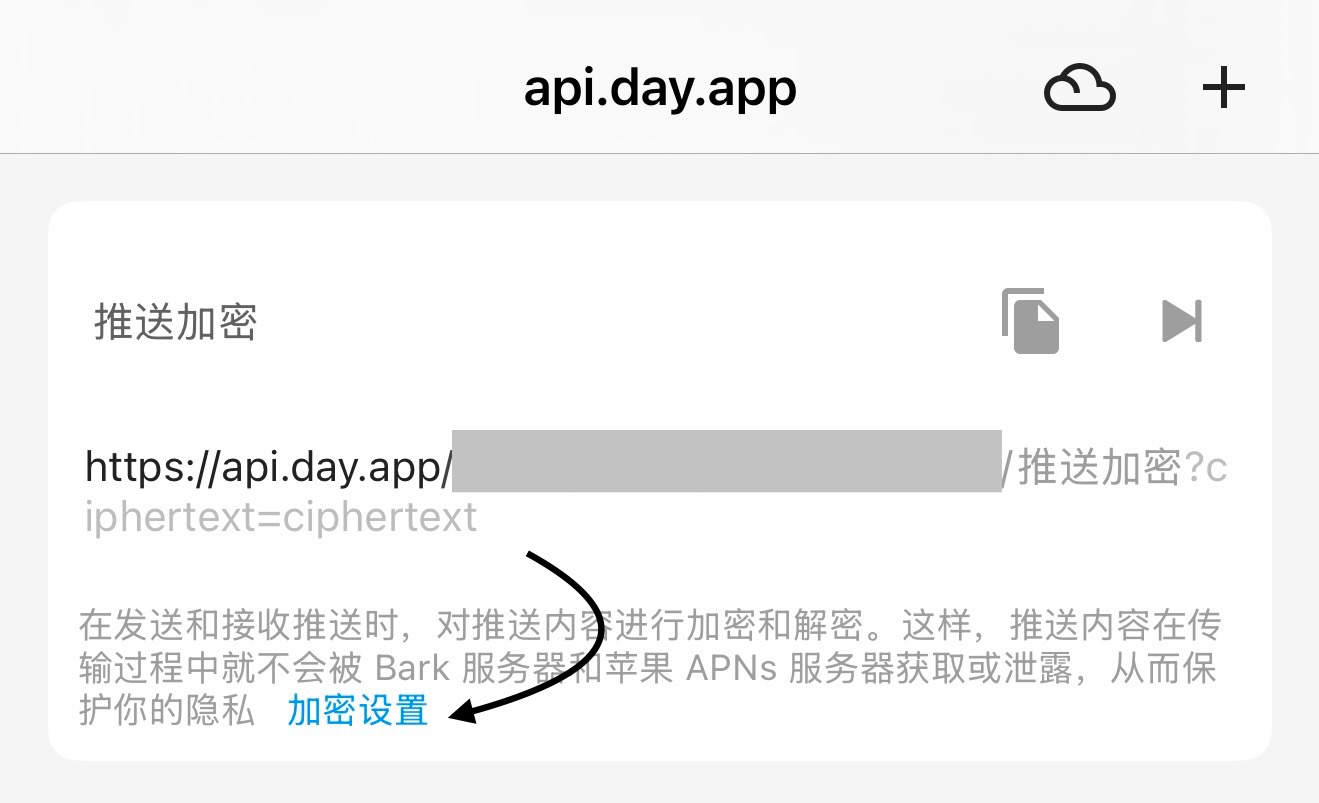 api.day.app
推送加密
https://api.day.app/ /推送加密?c
iphertext=ciphertext
在发送和接收推送时，对推送内容进行加密和解密。这样，推送内容在传
输过程中就不会被 Bark 服务器和苹果 APNs 服务器获取或泄露，从而保
护你的隐私 加密设置